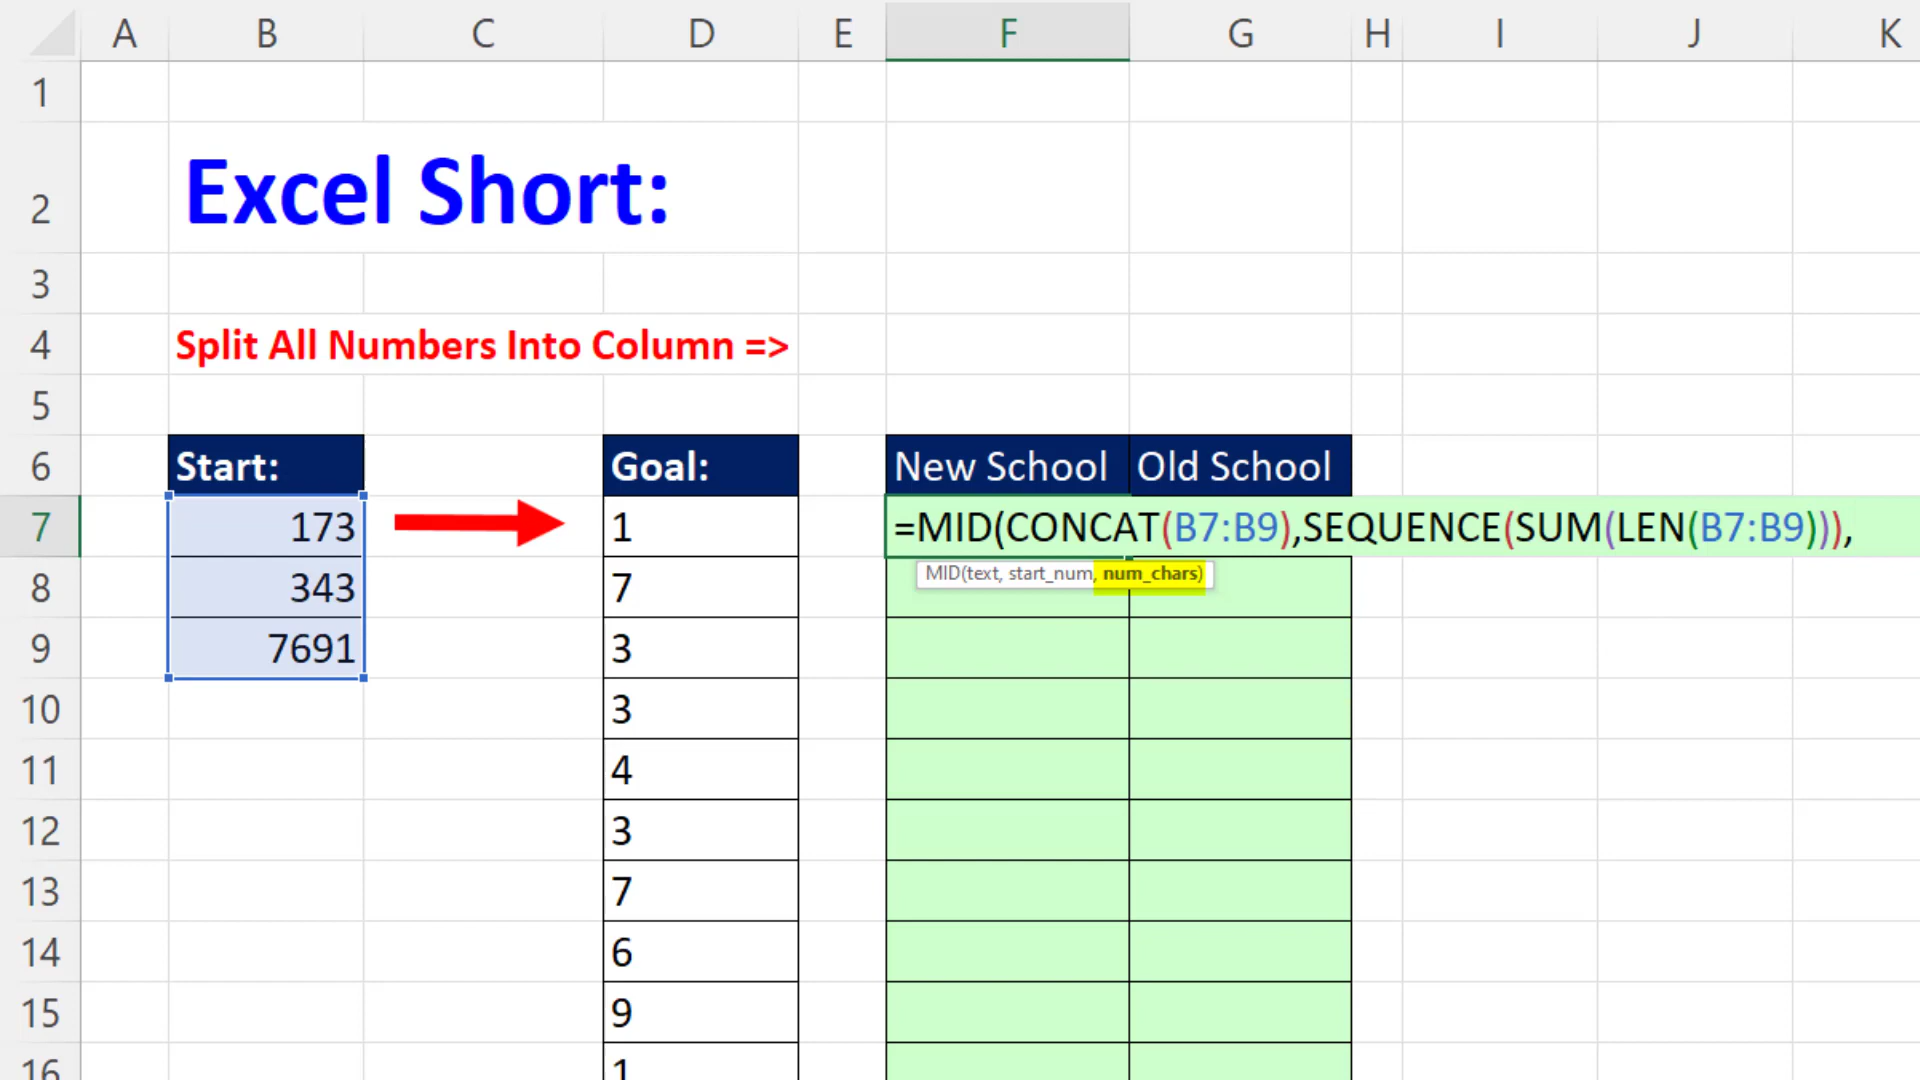 A B C D E F G H I J K
1
2 Excel Short:
3
4 Split All Numbers Into Column =>
5
6 Start: Goal: New School Old School
7 173 1 =MID(CONCAT(B7:B9),SEQUENCE(SUM(LEN(B7:B9))),
MID(text, start_num, num_chars)
8 343 7
9 7691 3
10 3
11 4
12 3
13 7
14 6
15 9
16 1